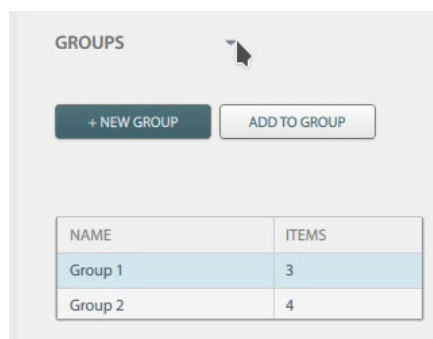 GROUPS
+ NEW GROUP ADD TO GROUP
NAME ITEMS
Group 1 3
Group 2 4